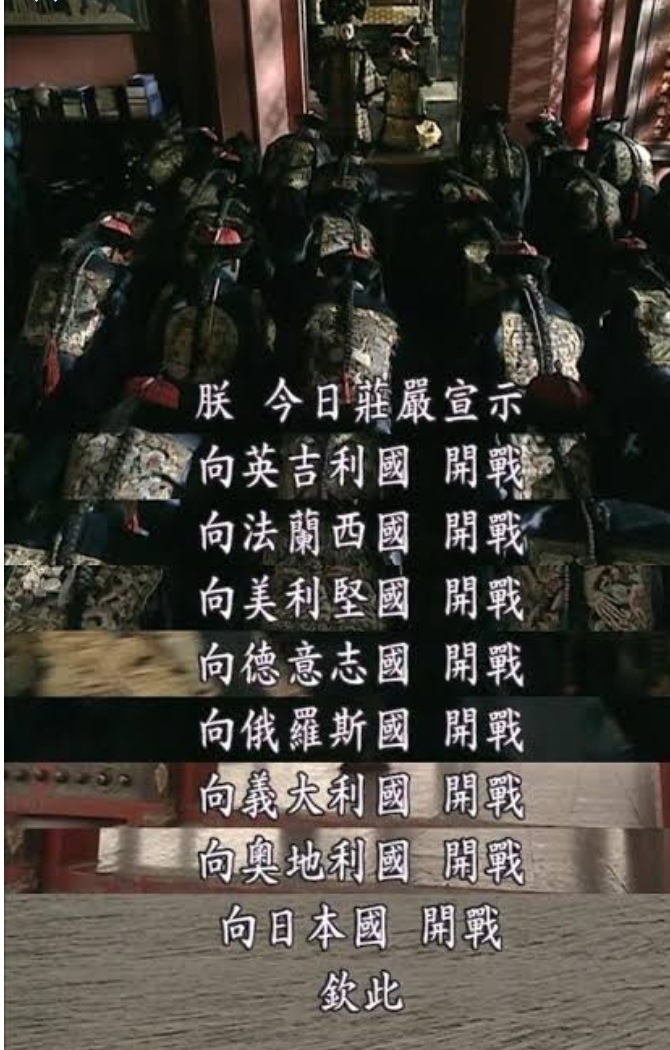 朕 今日莊嚴宣示
向英吉利國 開戰
向法蘭西國 開戰
向美利堅國 開戰
向德意志國 開戰
向俄羅斯國 開戰
向義大利國 開戰
向奧地利國 開戰
向日本國 開戰
欽此